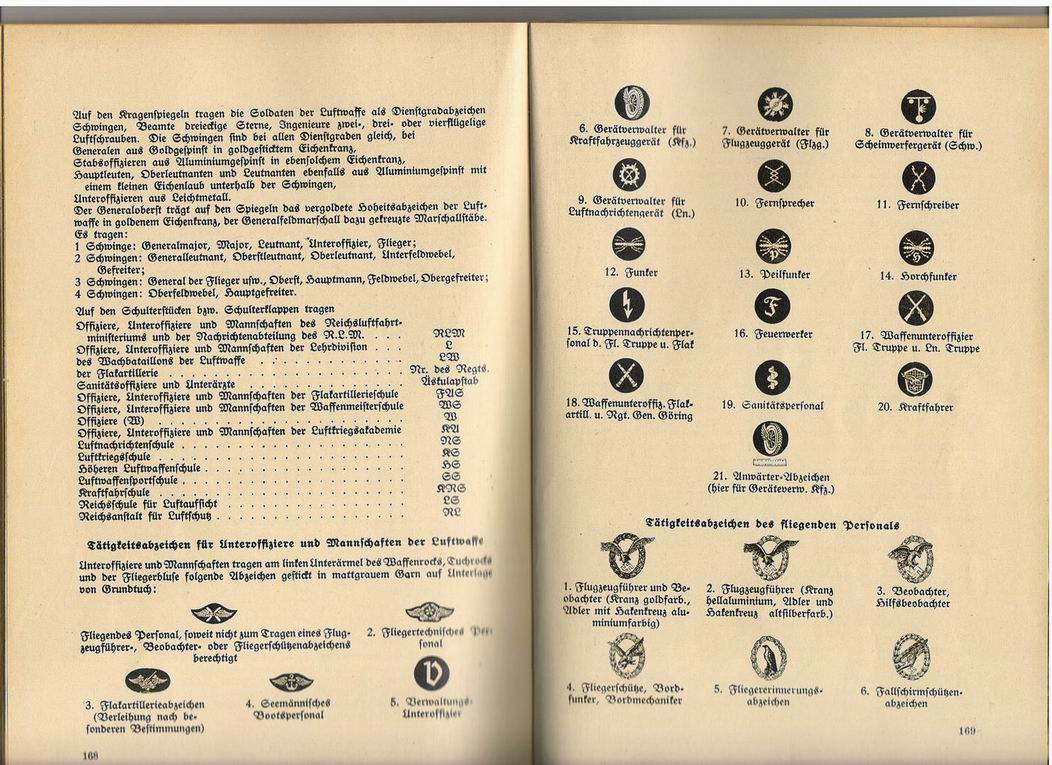 Auf den Kragenspiegeln tragen die Soldaten der Luftwaffe als Dienstgradabzeichen
Schwingen, Beamte dreieckige Sterne, Ingenieure zwei-, drei- oder vierflügelige
Luftschrauben. Die Schwingen sind bei allen Dienstgraden gleich, bei
Generalen aus Goldgespinst in goldgesticktem Eichenkranz,
Stabsoffizieren aus Aluminiumgespinst in ebensolchem Eichenkranz,
Hauptleuten, Oberleutnanten und Leutnanten ebenfalls aus Aluminiumgespinst mit
einem kleinen Eichenlaub unterhalb der Schwingen,
Unteroffizieren aus Leichtmetall.
Der Generaloberst trägt auf den Spiegeln das vergoldete Hoheitsabzeichen der Luft-
waffe in goldenem Eichenkranz, der Generalfeldmarschall dazu gekreuzte Marschallstäbe.
Es tragen:
1 Schwinge: Generalmajor, Major, Leutnant, Unteroffizier, Flieger;
2 Schwingen: Generalleutnant, Oberstleutnant, Oberleutnant, Unterfeldwebel,
Gefreiter;
3 Schwingen: General der Flieger usw., Oberst, Hauptmann, Feldwebel, Obergefreiter;
4 Schwingen: Oberfeldwebel, Hauptgefreiter.
Auf den Schulterstücken bzw. Schulterklappen tragen
Offiziere, Unteroffiziere und Mannschaften des Reichsluftfahrt-
ministeriums und der Nachrichtenabteilung des R.L.M. . . . RLM
Offiziere, Unteroffiziere und Mannschaften der Lehrdivision . . . L
des Wachbataillons der Luftwaffe . . . LW
der Flakartillerie . . . Nr. des Regts.
Sanitätsoffiziere und Unterärzte . . . Äskulapstab
Offiziere, Unteroffiziere und Mannschaften der Flakartillerieschule FAS
Offiziere, Unteroffiziere und Mannschaften der Waffenmeisterschule WS
Offiziere (W) . . . W
Offiziere, Unteroffiziere und Mannschaften der Luftkriegsakademie KA
Luftnachrichtenschule . . . NS
Luftkriegsschule . . . KS
Höheren Luftwaffenschule . . . HS
Luftwaffensportschule . . . SS
Kraftfahrschule . . . KRS
Reichsschule für Luftaufsicht . . . LS
Reichsanstalt für Luftschutz . . . RL
Tätigkeitsabzeichen für Unteroffiziere und Mannschaften der Luftwaffe
Unteroffiziere und Mannschaften tragen am linken Unterärmel des Waffenrocks, Tuchrocks
und der Fliegerbluse folgende Abzeichen gestickt in mattgrauem Garn auf Unterlage
von Grundtuch:
Fliegendes Personal, soweit nicht zum Tragen eines Flug-
zeugführer-, Beobachter- oder Fliegerschützenabzeichens
berechtigt
2. Fliegertechnisches Per-
sonal
3. Flakartillerieabzeichen
(Verleihung nach be-
sonderen Bestimmungen)
4. Seemännisches
Bootspersonal
V
5. Verwaltungs-
Unteroffizier
168
6. Gerätverwalter für
Kraftfahrzeuggerät (Kfz.)
7. Gerätverwalter für
Flugzeuggerät (Flzg.)
8. Gerätverwalter für
Scheinwerfergerät (Schw.)
9. Gerätverwalter für
Luftnachrichtengerät (Ln.)
10. Fernsprecher
11. Fernschreiber
12. Funker
P
13. Peilfunker
H
14. Horchfunker
15. Truppennachrichtenper-
sonal d. Fl. Truppe u. Flak
F
16. Feuerwerker
17. Waffenunteroffizier
Fl. Truppe u. Ln. Truppe
18. Waffenunteroffiz. Flak-
artill. u. Rgt. Gen. Göring
19. Sanitätspersonal
20. Kraftfahrer
21. Anwärter-Abzeichen
(hier für Geräteverw. Kfz.)
Tätigkeitsabzeichen des fliegenden Personals
1. Flugzeugführer und Be-
obachter (Kranz goldfarb.,
Adler mit Hakenkreuz alu-
miniumfarbig)
2. Flugzeugführer (Kranz
hellaluminium, Adler und
Hakenkreuz altsilberfarb.)
3. Beobachter,
Hilfsbeobachter
4. Fliegerschütze, Bord-
funker, Bordmechaniker
5. Fliegererinnerungs-
abzeichen
6. Fallschirmschützen-
abzeichen
169